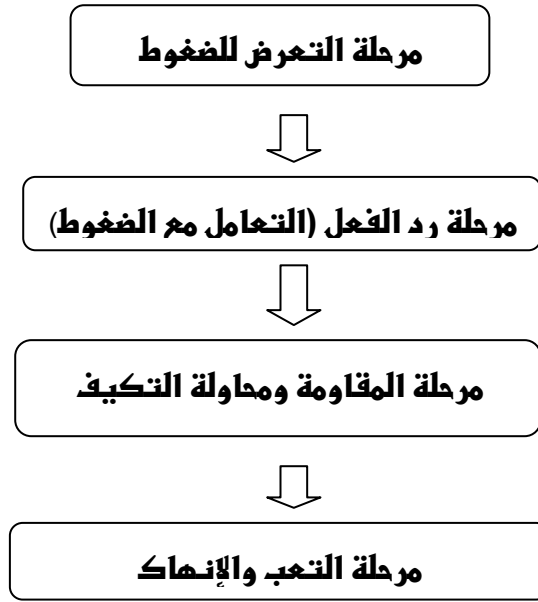 مرحلة التعرض للضغوط
مرحلة رد الفعل (التعامل مع الضغوط)
مرحلة المقاومة ومحاولة التكيف
مرحلة التعب والإنهاك